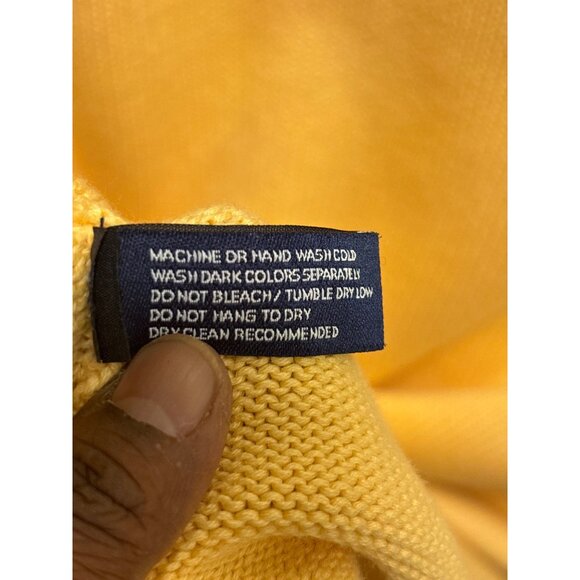 MACHINE OR HAND WASH COLD
WASH DARK COLORS SEPARATELY
DO NOT BLEACH / TUMBLE DRY LOW
DO NOT HANG TO DRY
DRY CLEAN RECOMMENDED